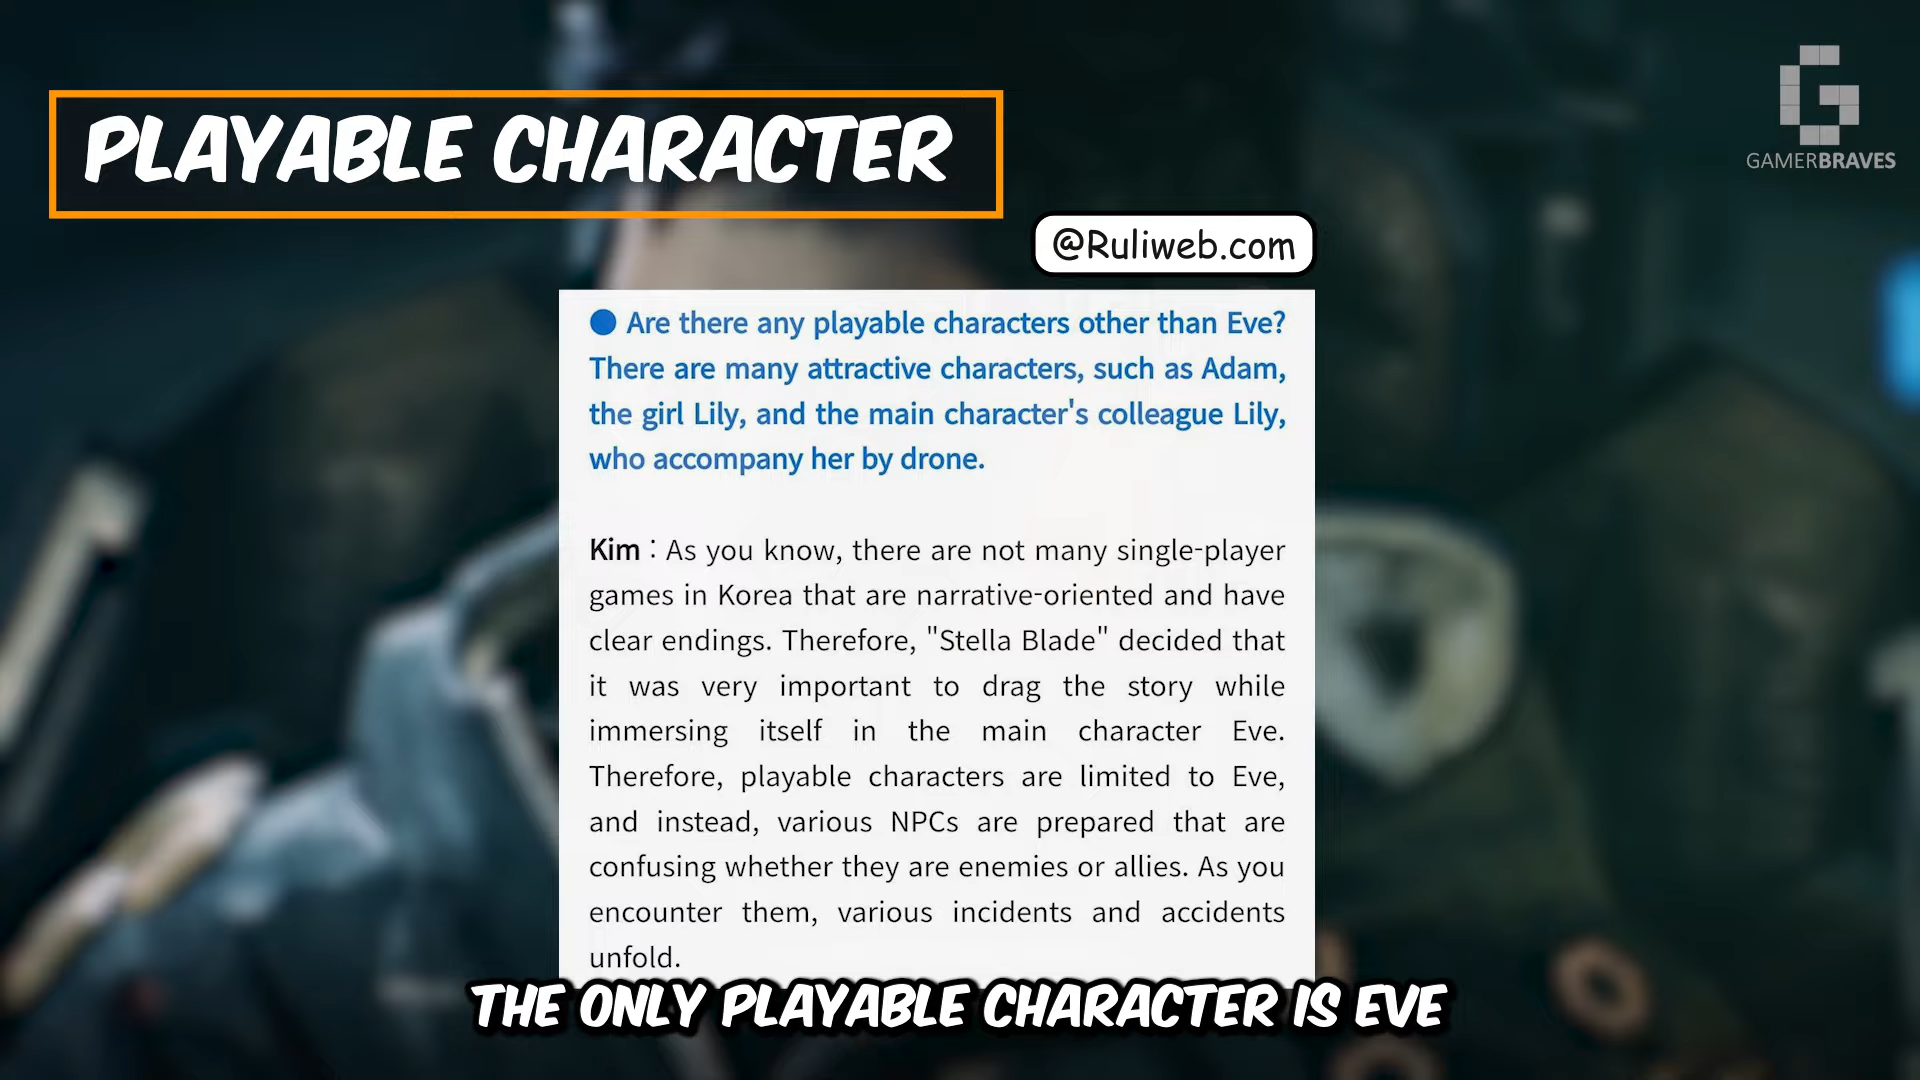 PLAYABLE CHARACTER
GAMERBRAVES
@Ruliweb.com
● Are there any playable characters other than Eve?
There are many attractive characters, such as Adam,
the girl Lily, and the main character's colleague Lily,
who accompany her by drone.
Kim : As you know, there are not many single-player
games in Korea that are narrative-oriented and have
clear endings. Therefore, "Stella Blade" decided that
it was very important to drag the story while
immersing itself in the main character Eve.
Therefore, playable characters are limited to Eve,
and instead, various NPCs are prepared that are
confusing whether they are enemies or allies. As you
encounter them, various incidents and accidents
unfold.
THE ONLY PLAYABLE CHARACTER IS EVE